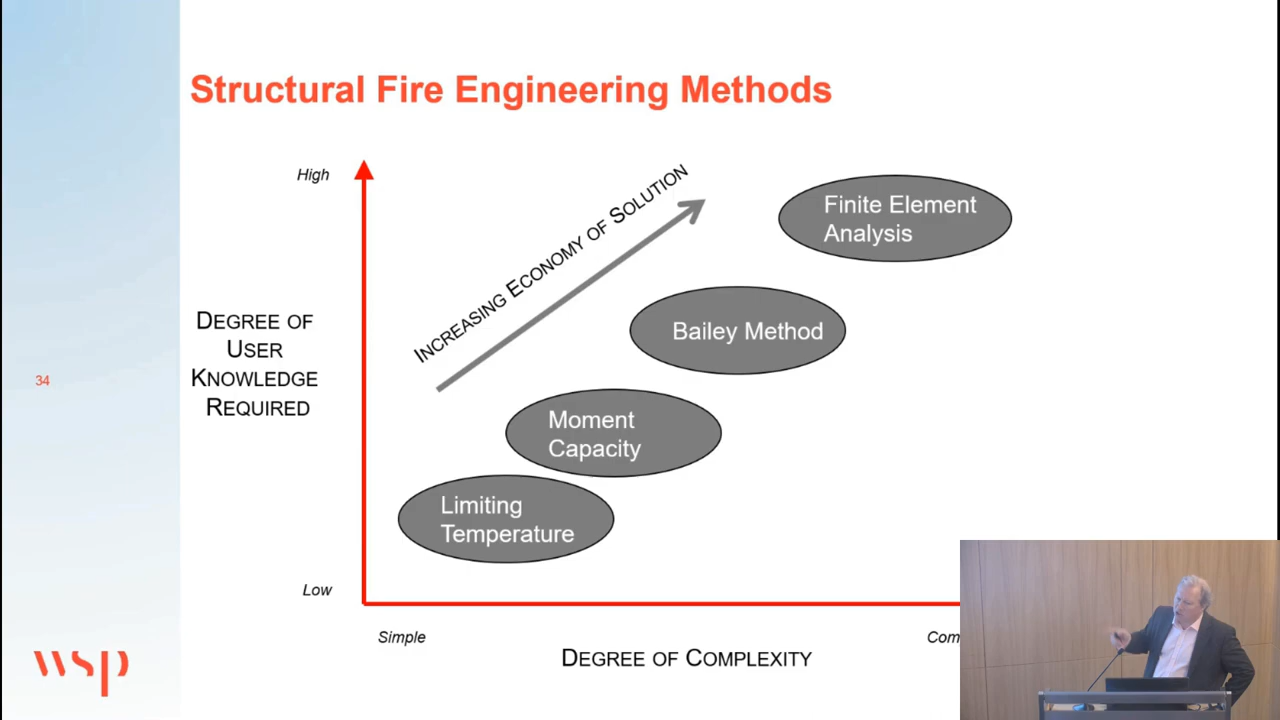 Structural Fire Engineering Methods
High
INCREASING ECONOMY OF SOLUTION
Finite Element
Analysis
Bailey Method
DEGREE OF
USER
KNOWLEDGE
REQUIRED
34
Moment
Capacity
Limiting
Temperature
Low
Simple
Com
DEGREE OF COMPLEXITY
wsp